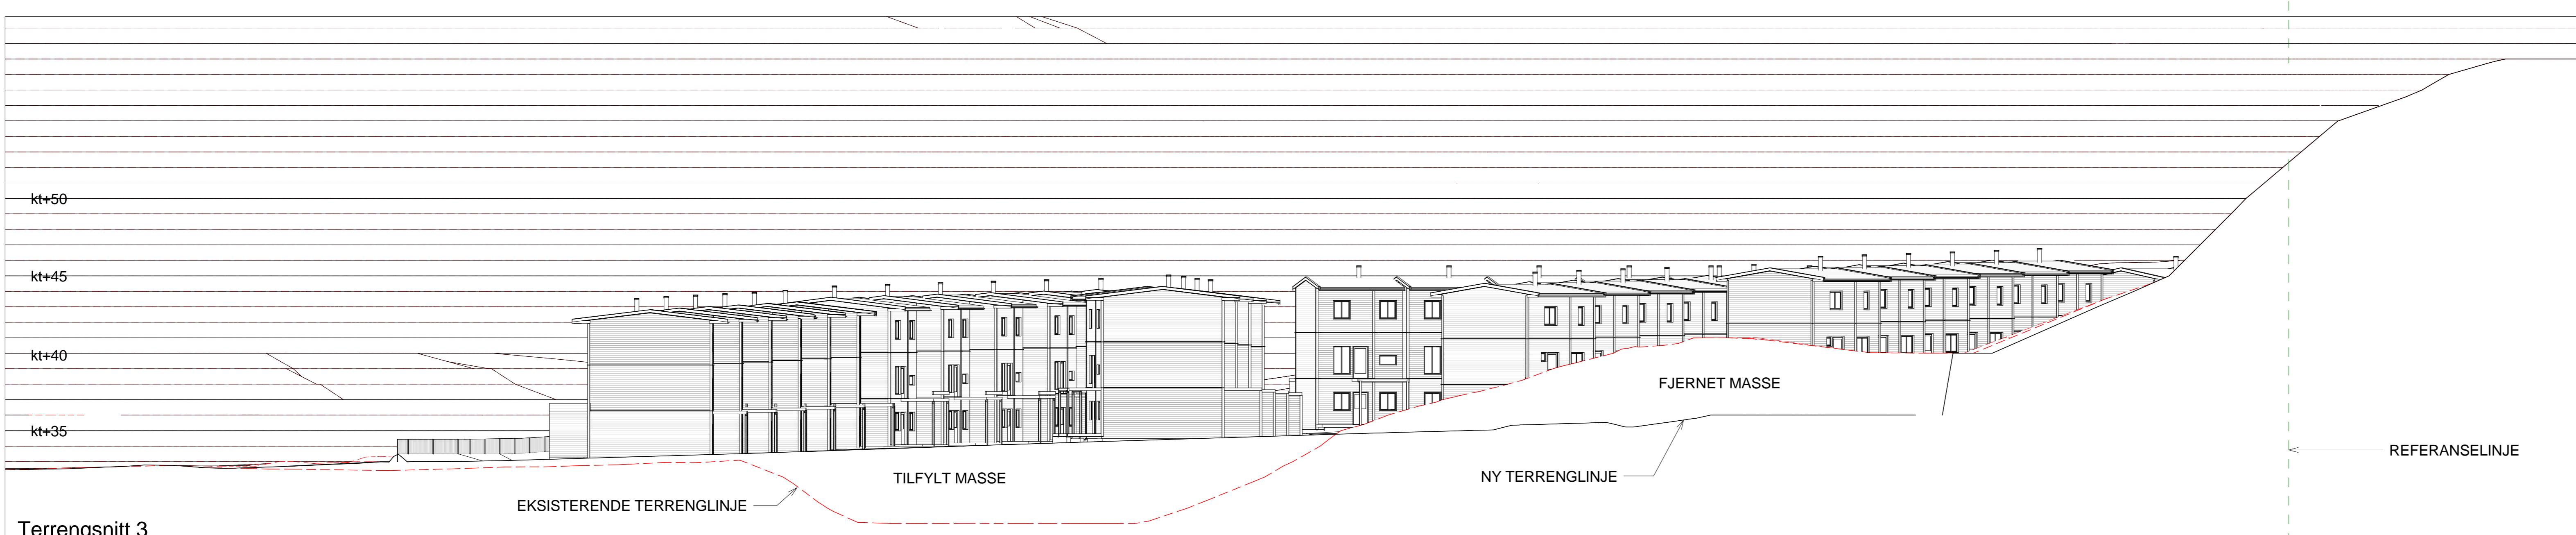 kt+50
kt+45
kt+40
kt+35
FJERNET MASSE
TILFYLT MASSE
NY TERRENGLINJE
REFERANSELINJE
EKSISTERENDE TERRENGLINJE
Terrengsnitt 3